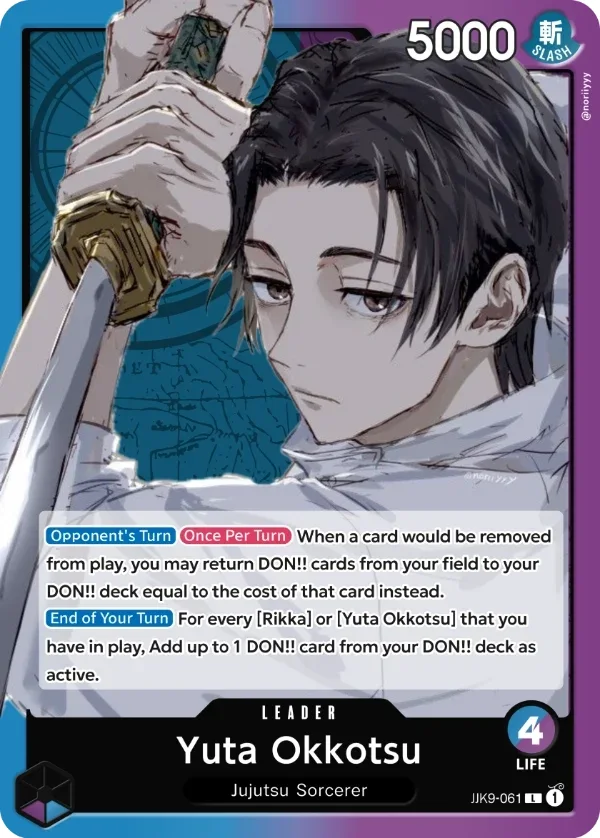 5000
斬
SLASH
@noriiyyy
@noriiyyy
Opponent's Turn Once Per Turn When a card would be removed
from play, you may return DON!! cards from your field to your
DON!! deck equal to the cost of that card instead.
End of Your Turn For every [Rikka] or [Yuta Okkotsu] that you
have in play, Add up to 1 DON!! card from your DON!! deck as
active.
LEADER
Yuta Okkotsu
4
LIFE
Jujutsu Sorcerer
JJK9-061 L 1